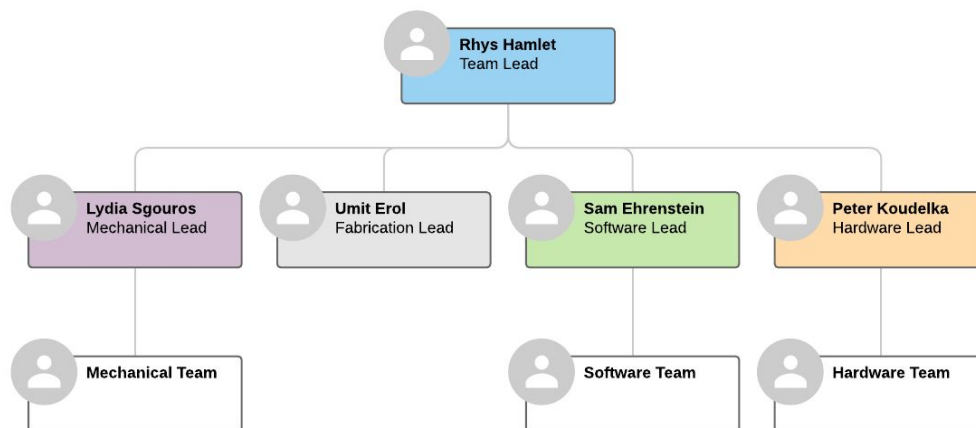 Rhys Hamlet
Team Lead
Lydia Sgouros
Mechanical Lead
Umit Erol
Fabrication Lead
Sam Ehrenstein
Software Lead
Peter Koudelka
Hardware Lead
Mechanical Team
Software Team
Hardware Team